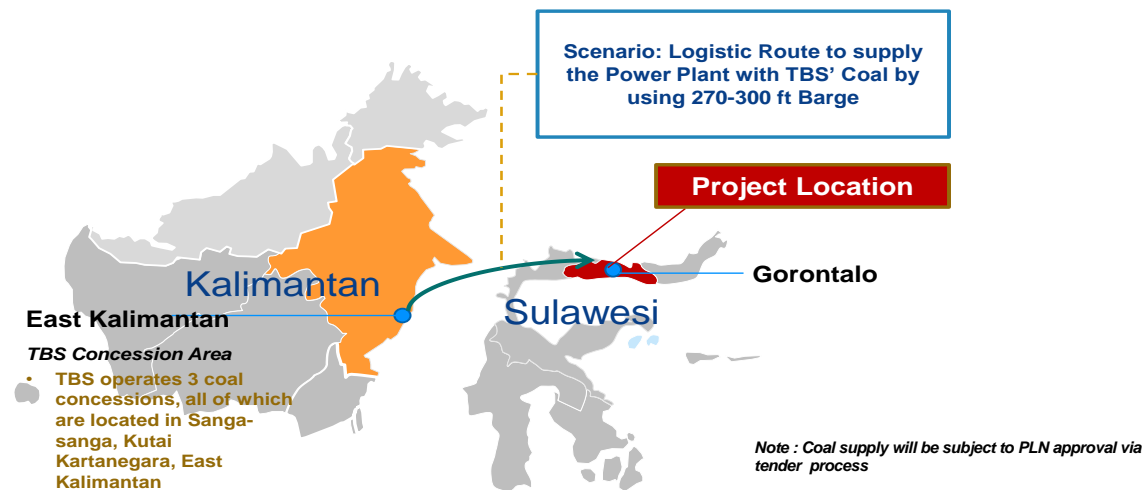 Scenario: Logistic Route to supply
the Power Plant with TBS' Coal by
using 270-300 ft Barge
Project Location
Kalimantan
Gorontalo
East Kalimantan
Sulawesi
TBS Concession Area
• TBS operates 3 coal
concessions, all of which
are located in Sanga-
sanga, Kutai
Kartanegara, East
Kalimantan
Note : Coal supply will be subject to PLN approval via
tender process